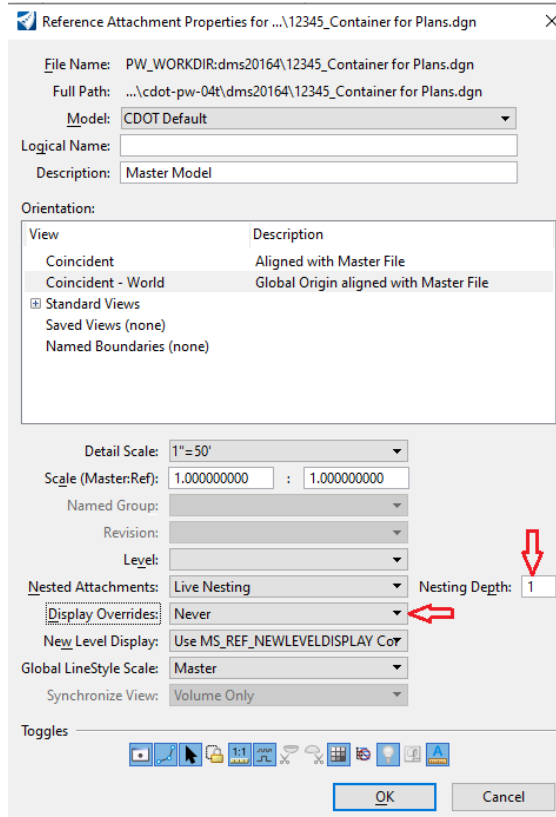 Reference Attachment Properties for ...\12345_Container for Plans.dgn
File Name: PW_WORKDIR:dms20164\12345_Container for Plans.dgn
Full Path: ...\cdot-pw-04t\dms20164\12345_Container for Plans.dgn
Model: CDOT Default
Logical Name:
Description: Master Model
Orientation:
View Description
Coincident Aligned with Master File
Coincident - World Global Origin aligned with Master File
Standard Views
Saved Views (none)
Named Boundaries (none)
Detail Scale: 1"=50'
Scale (Master:Ref): 1.000000000 : 1.000000000
Named Group:
Revision:
Level:
Nested Attachments: Live Nesting Nesting Depth: 1
Display Overrides: Never
New Level Display: Use MS_REF_NEWLEVELDISPLAY Cor
Global LineStyle Scale: Master
Synchronize View: Volume Only
Toggles
1:1 A
OK Cancel